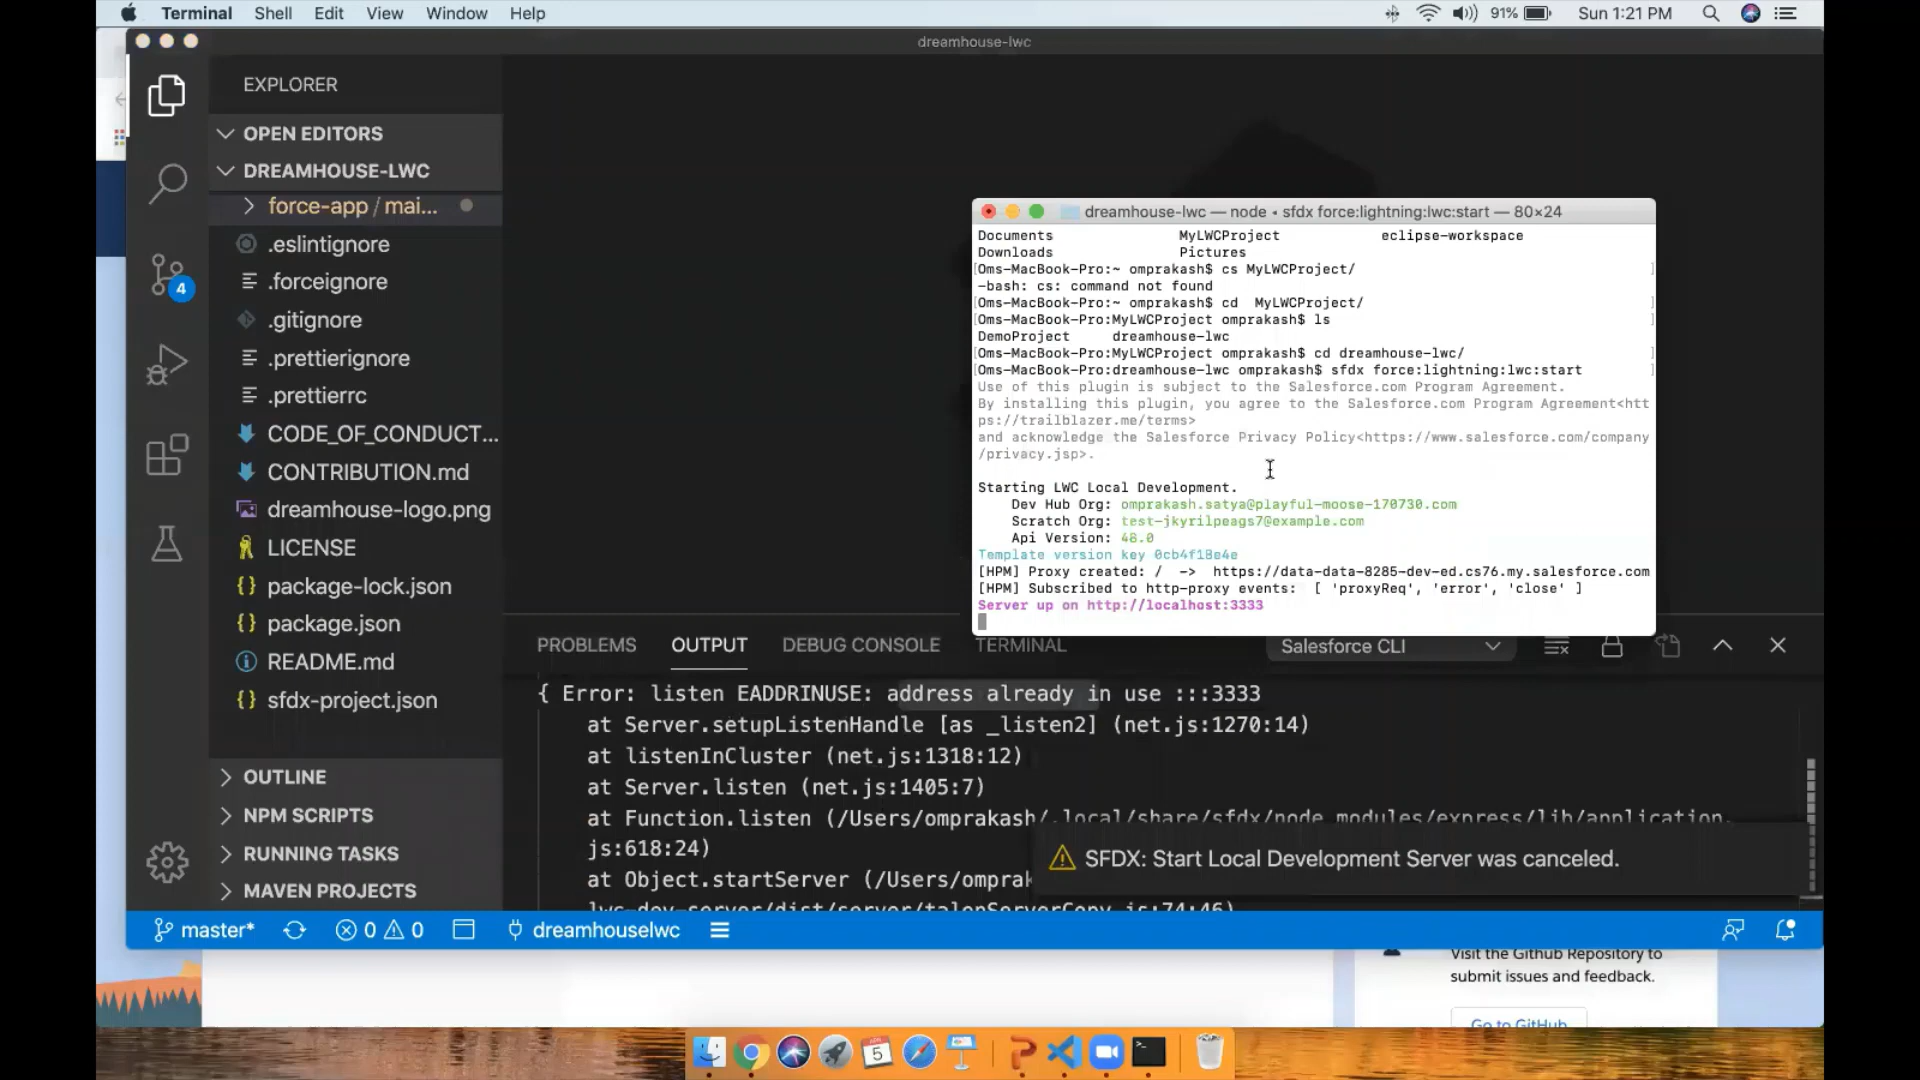 Terminal Shell Edit View Window Help
91% Sun 1:21 PM
dreamhouse-lwc
EXPLORER
OPEN EDITORS
DREAMHOUSE-LWC
force-app / mai...
.eslintignore
.forceignore
.gitignore
.prettierignore
.prettierrc
CODE_OF_CONDUCT...
CONTRIBUTION.md
dreamhouse-logo.png
LICENSE
package-lock.json
package.json
README.md
sfdx-project.json
OUTLINE
NPM SCRIPTS
RUNNING TASKS
MAVEN PROJECTS
4
dreamhouse-lwc — node • sfdx force:lightning:lwc:start — 80×24
Documents MyLWCProject eclipse-workspace
Downloads Pictures
[Oms-MacBook-Pro:~ omprakash$ cs MyLWCProject/ ]
-bash: cs: command not found
[Oms-MacBook-Pro:~ omprakash$ cd  MyLWCProject/ ]
[Oms-MacBook-Pro:MyLWCProject omprakash$ ls ]
DemoProject dreamhouse-lwc
[Oms-MacBook-Pro:MyLWCProject omprakash$ cd dreamhouse-lwc/ ]
[Oms-MacBook-Pro:dreamhouse-lwc omprakash$ sfdx force:lightning:lwc:start ]
Use of this plugin is subject to the Salesforce.com Program Agreement.
By installing this plugin, you agree to the Salesforce.com Program Agreement<htt
ps://trailblazer.me/terms>
and acknowledge the Salesforce Privacy Policy<https://www.salesforce.com/company
/privacy.jsp>.
Starting LWC Local Development.
Dev Hub Org: omprakash.satya@playful-moose-170730.com
Scratch Org: test-jkyrilpeags7@example.com
Api Version: 48.0
Template version key 0cb4f18e4e
[HPM] Proxy created: /  ->  https://data-data-8285-dev-ed.cs76.my.salesforce.com
[HPM] Subscribed to http-proxy events:  [ 'proxyReq', 'error', 'close' ]
Server up on http://localhost:3333
PROBLEMS OUTPUT DEBUG CONSOLE TERMINAL Salesforce CLI
{ Error: listen EADDRINUSE: address already in use :::3333
at Server.setupListenHandle [as _listen2] (net.js:1270:14)
at listenInCluster (net.js:1318:12)
at Server.listen (net.js:1405:7)
at Function.listen (/Users/omprakash/.local/share/sfdx/node_modules/express/lib/application.
js:618:24)
at Object.startServer (/Users/omprak
lwc-dev-server/dist/server/talonServerCopy.js:74:46)
SFDX: Start Local Development Server was canceled.
master* 0 0 dreamhouselwc
Visit the Github Repository to
submit issues and feedback.
Go to GitHub
5